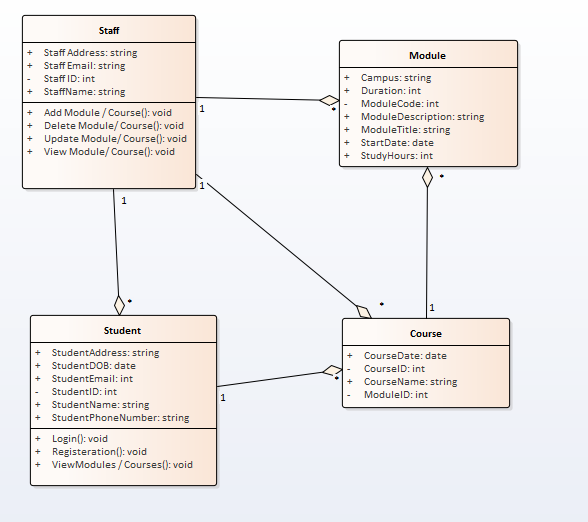 Staff
+ Staff Address: string
+ Staff Email: string
- Staff ID: int
+ StaffName: string
+ Add Module / Course(): void
+ Delete Module/ Course(): void
+ Update Module/ Course(): void
+ View Module/ Course(): void
Module
+ Campus: string
+ Duration: int
- ModuleCode: int
+ ModuleDescription: string
+ ModuleTitle: string
+ StartDate: date
+ StudyHours: int
1
*
1
*
1
*
*
1
Student
+ StudentAddress: string
+ StudentDOB: date
+ StudentEmail: int
- StudentID: int
+ StudentName: string
+ StudentPhoneNumber: string
+ Login(): void
+ Registeration(): void
+ ViewModules / Courses(): void
1
*
Course
+ CourseDate: date
- CourseID: int
+ CourseName: string
- ModuleID: int